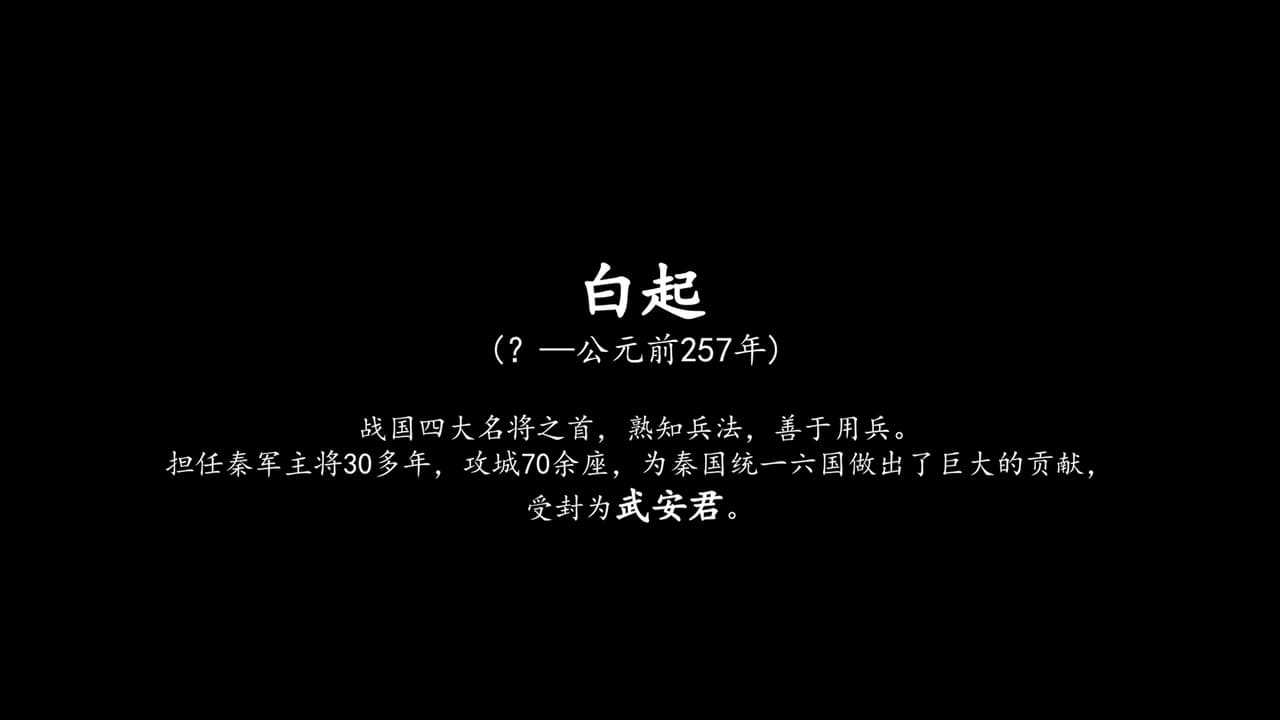 白起
(?—公元前257年)
战国四大名将之首，熟知兵法，善于用兵。
担任秦军主将30多年，攻城70余座，为秦国统一六国做出了巨大的贡献，
受封为武安君。